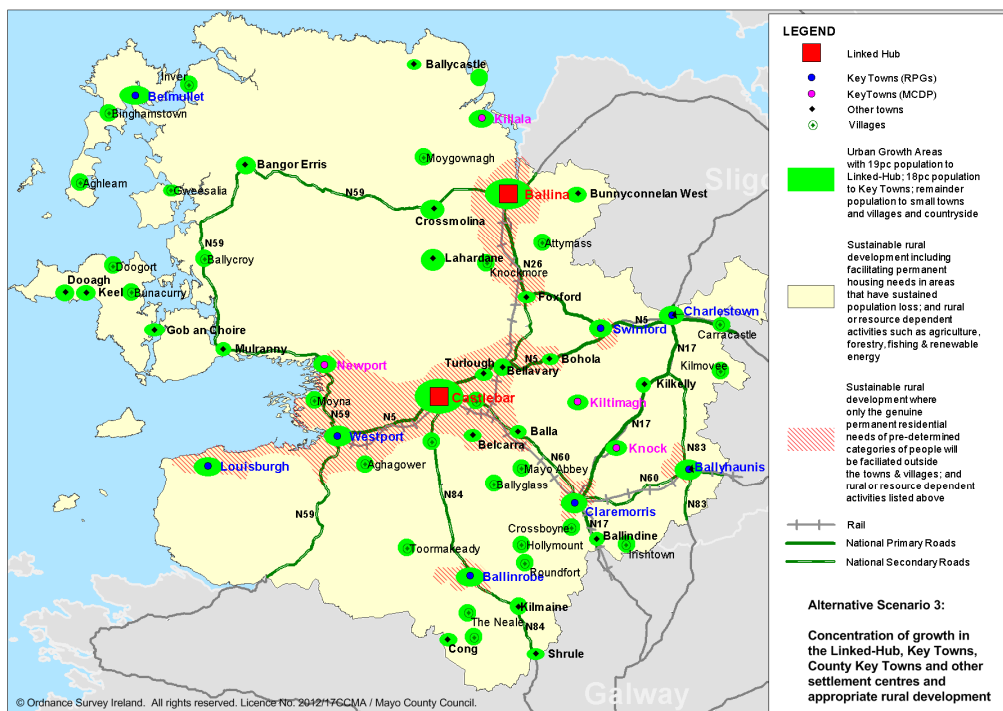 Ballycastle
Inver
Belmullet
Binghamstown
Killala
Moygownagh
Bangor Erris
Aghleam
Gweesalia
N59
Ballina
Bunnyconnelan West
Sligo
Crossmolina
Attymass
N59
Ballycroy
Lahardane
Knockmore
N26
Doogort
Dooagh
Keel
Bunacurry
Foxford
Charlestown
Swinford
N5
Carracastle
Gob an Choire
Mulranny
N17
Newport
Turlough
N5
Bohola
Bellavary
Kilmovee
Kilkelly
Castlebar
Kiltimagh
Moyna
N59
N5
N17
Balla
Westport
Belcarra
Knock
N83
N60
Louisburgh
Aghagower
Mayo Abbey
Ballyhaunis
N60
N84
Ballyglass
N59
Claremorris
N83
Crossboyne
N17
Ballindine
Toormakeady
Hollymount
Irishtown
Roundfort
Ballinrobe
Kilmaine
The Neale
N84
Cong
Shrule
Galway
© Ordnance Survey Ireland. All rights reserved. Licence No. 2012/17CCMA / Mayo County Council.
LEGEND
Linked Hub
Key Towns (RPGs)
KeyTowns (MCDP)
Other towns
Villages
Urban Growth Areas
with 19pc population to
Linked-Hub; 18pc population
to Key Towns; remainder
population to small towns
and villages and countryside
Sustainable rural
development including
facilitating permanent
housing needs in areas
that have sustained
population loss; and rural
or resource dependent
activities such as agriculture,
forestry, fishing & renewable
energy
Sustainable rural
development where
only the genuine
permanent residential
needs of pre-determined
categories of people will
be faciliated outside
the towns & villages; and
rural or resource dependent
activities listed above
Rail
National Primary Roads
National Secondary Roads
Alternative Scenario 3:
Concentration of growth in
the Linked-Hub, Key Towns,
County Key Towns and other
settlement centres and
appropriate rural development